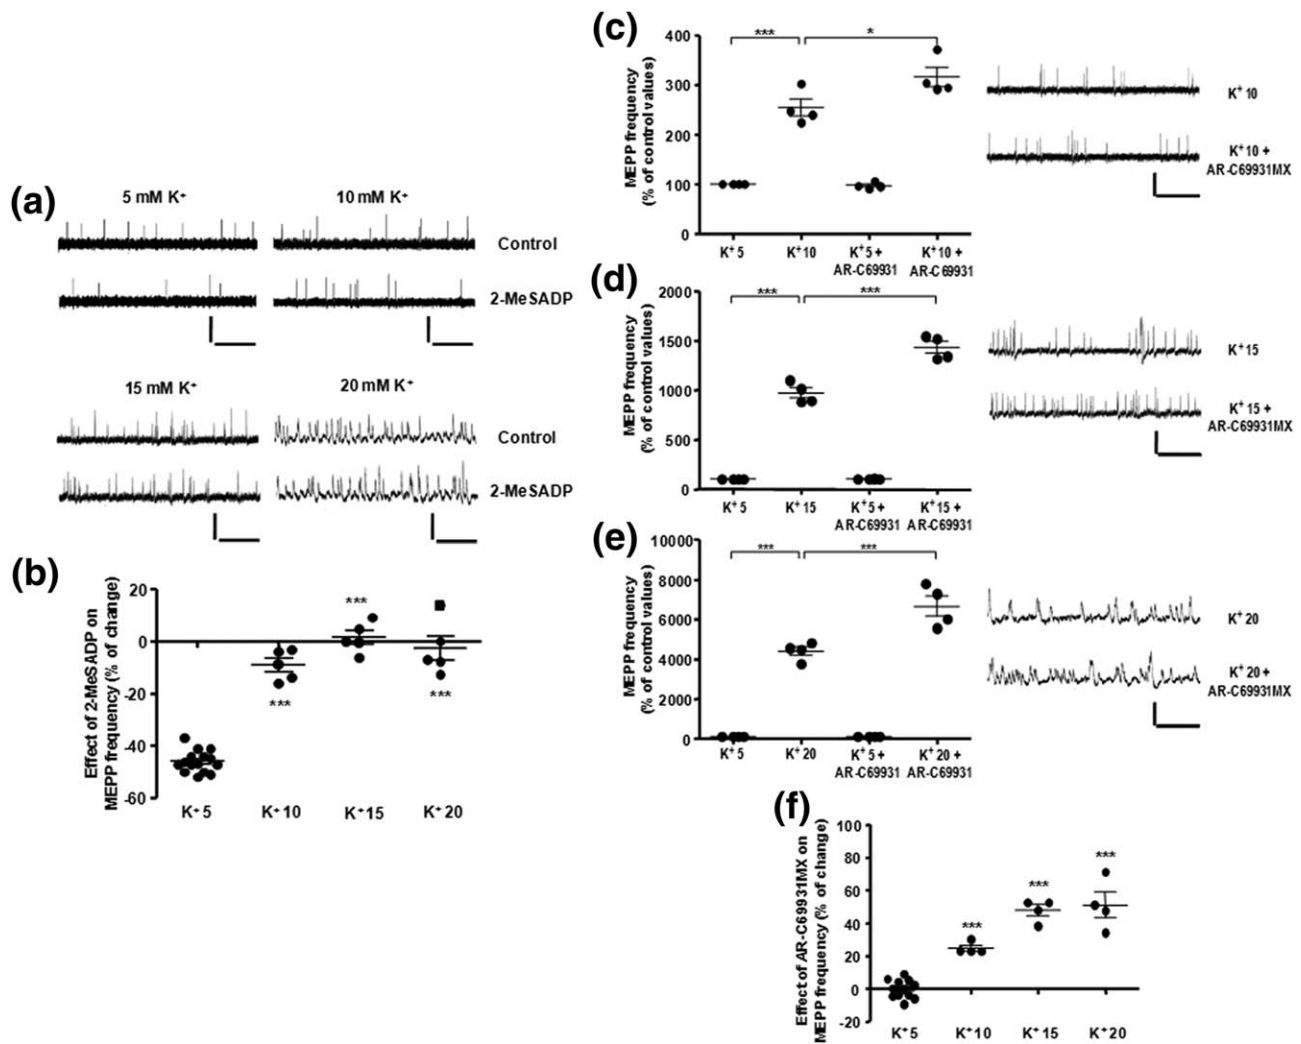 (a)
5 mM K+
10 mM K+
Control
2-MeSADP
15 mM K+
20 mM K+
Control
2-MeSADP
(b)
Effect of 2-MeSADP on
MEPP frequency (% of change)
20
0
-20
-40
-60
***
***
***
K+5
K+10
K+15
K+20
(c)
MEPP frequency
(% of control values)
400
300
200
100
0
***
*
K+5
K+10
K+5 +
AR-C69931
K+10 +
AR-C69931
K+10
K+10 +
AR-C69931MX
(d)
MEPP frequency
(% of control values)
2000
1500
1000
500
0
***
***
K+5
K+15
K+5 +
AR-C69931
K+15 +
AR-C69931
K+15
K+15 +
AR-C69931MX
(e)
MEPP frequency
(% of control values)
10000
8000
6000
4000
2000
0
***
***
K+5
K+20
K+5 +
AR-C69931
K+20 +
AR-C69931
K+20
K+20 +
AR-C69931MX
(f)
Effect of AR-C69931MX on
MEPP frequency (% of change)
100
80
60
40
20
0
-20
***
***
***
K+5
K+10
K+15
K+20